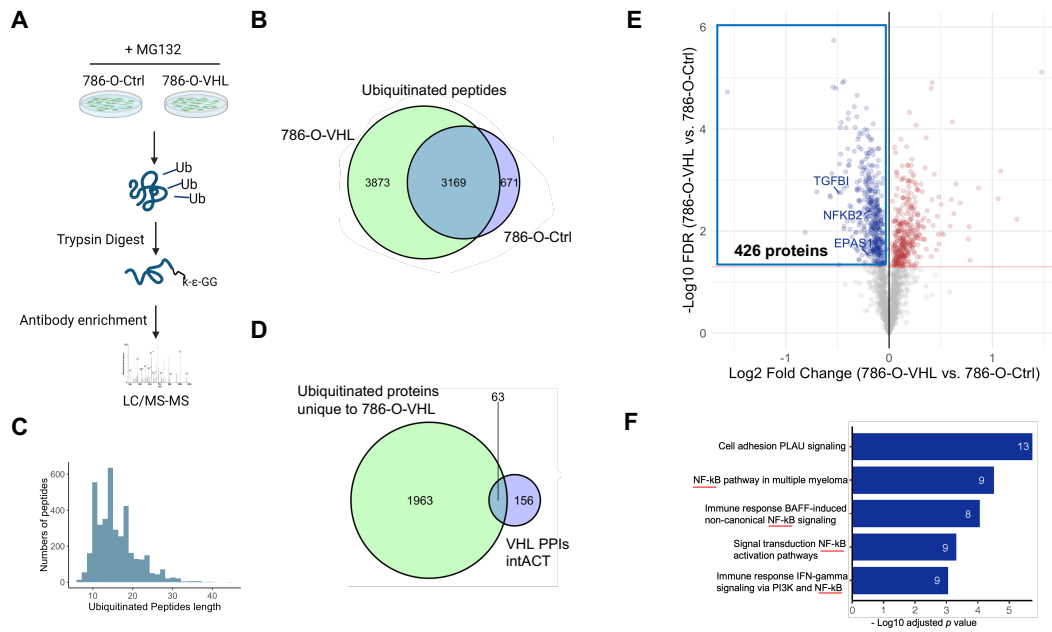 A
+ MG132
786-O-Ctrl
786-O-VHL
Ub
Ub
Ub
Trypsin Digest
k-ε-GG
Antibody enrichment
LC/MS-MS
B
Ubiquitinated peptides
786-O-VHL
3873
3169
671
786-O-Ctrl
C
Numbers of peptides
600
400
200
0
10
20
30
40
Ubiquitinated Peptides length
D
Ubiquitinated proteins
unique to 786-O-VHL
63
1963
156
VHL PPIs
intACT
E
-Log10 FDR (786-O-VHL vs. 786-O-Ctrl)
6
4
2
0
TGFBI
NFKB2
EPAS1
426 proteins
-1
0
1
Log2 Fold Change (786-O-VHL vs. 786-O-Ctrl)
F
Cell adhesion PLAU signaling
13
NF-kB pathway in multiple myeloma
9
Immune response BAFF-induced
non-canonical NF-kB signaling
8
Signal transduction NF-kB
activation pathways
9
Immune response IFN-gamma
signaling via PI3K and NF-kB
9
0
1
2
3
4
5
- Log10 adjusted p value